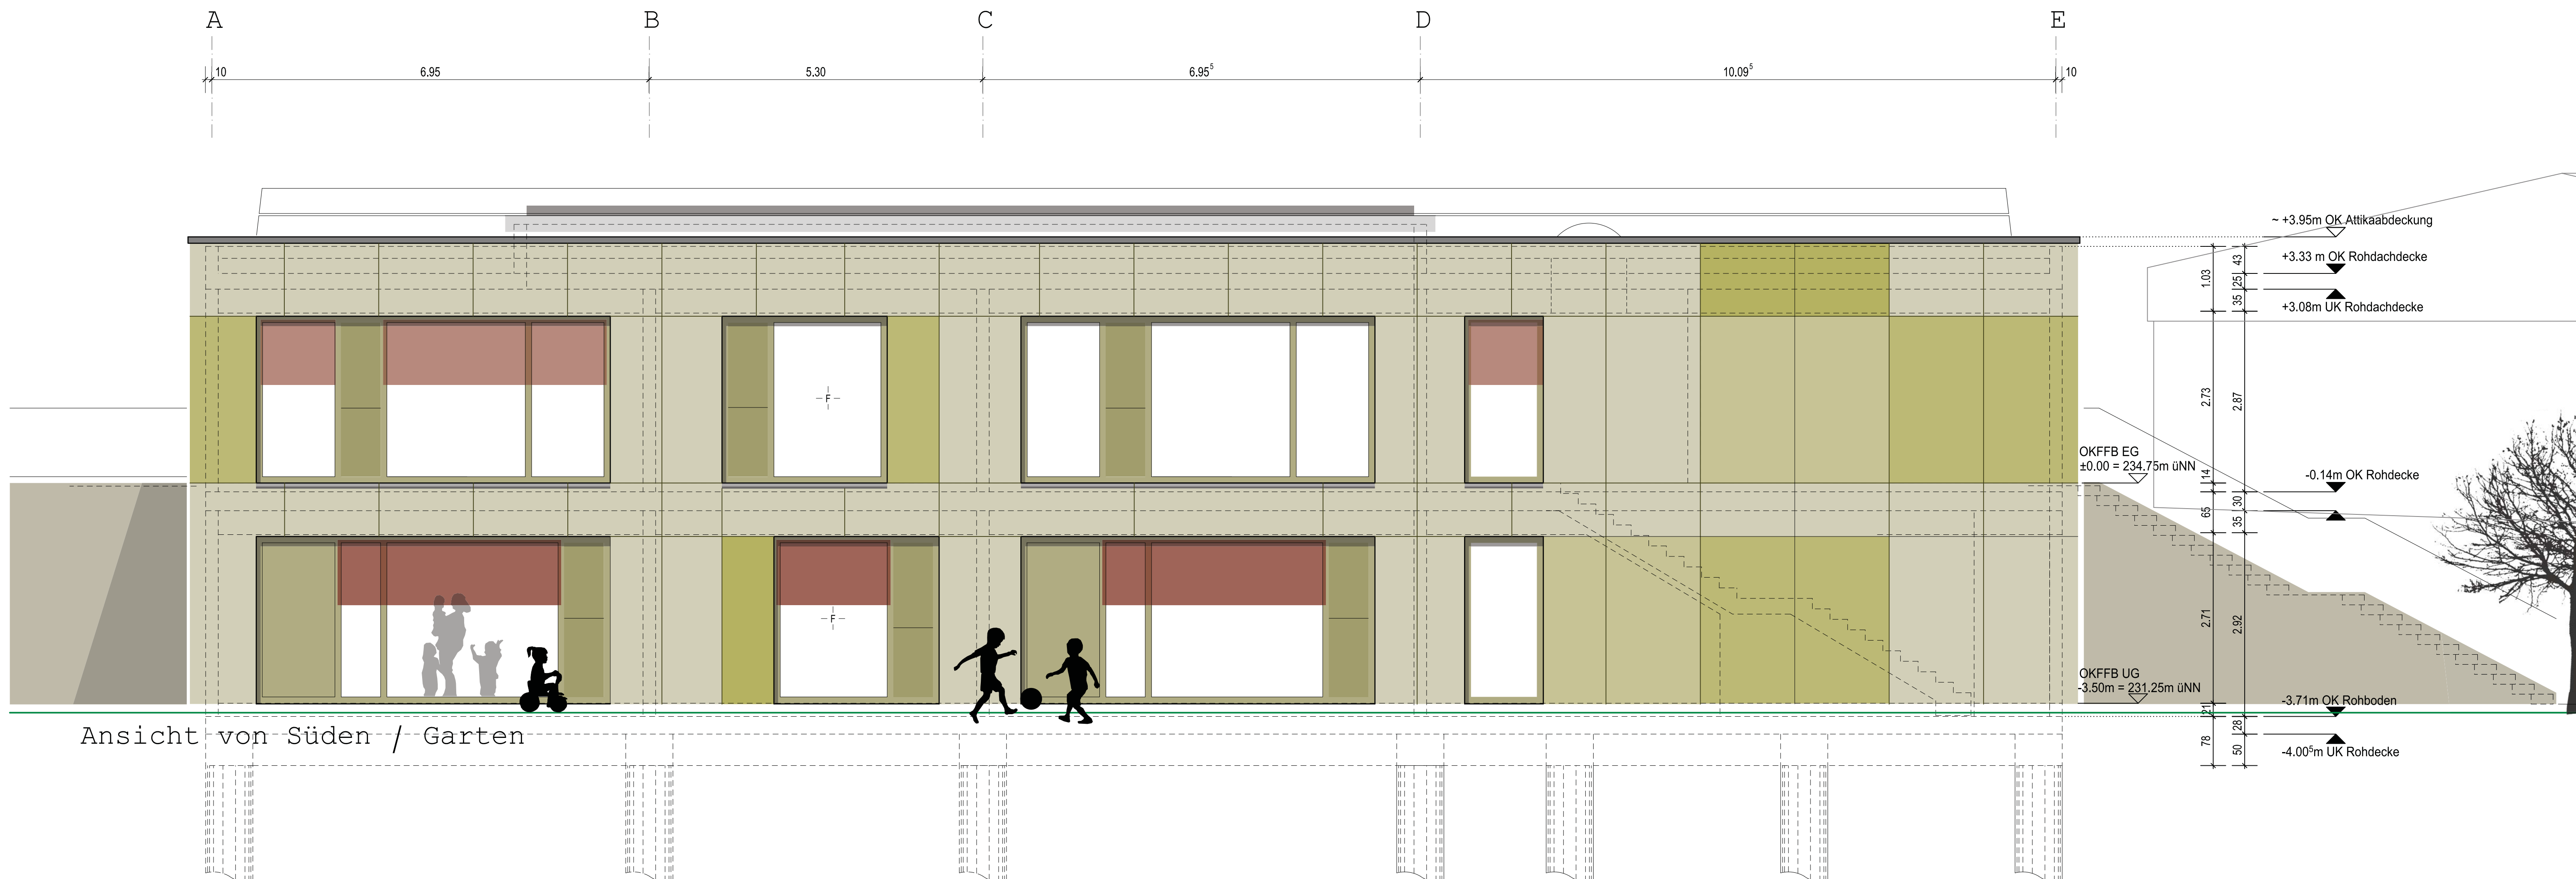 A B C D E
10 6.95 5.30 6.95⁵ 10.09⁵ 10
~ +3.95m OK Attikaabdeckung
+3.33 m OK Rohdachdecke
+3.08m UK Rohdachdecke
1.03 43 25 35
F
2.73 2.87
OKFFB EG
±0.00 = 234.75m üNN
-0.14m OK Rohdecke
14 30
65 35
F
2.71 2.92
OKFFB UG
-3.50m = 231.25m üNN
-3.71m OK Rohboden
21 28
Ansicht von Süden / Garten
78 50
-4.00⁵m UK Rohdecke